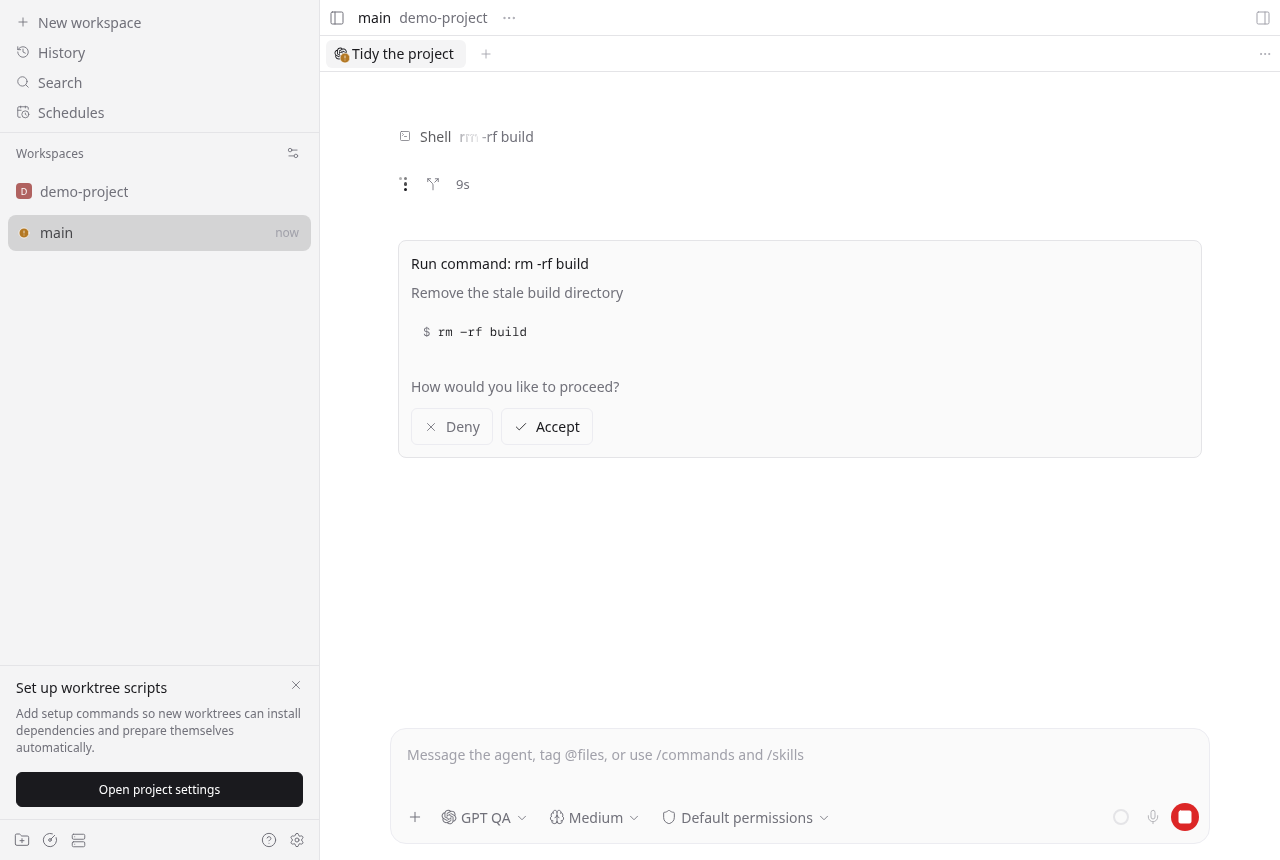 New workspace
History
Search
Schedules
Workspaces
D demo-project
main now
Set up worktree scripts
Add setup commands so new worktrees can install
dependencies and prepare themselves
automatically.
Open project settings
main demo-project
Tidy the project
Shell rm -rf build
9s
Run command: rm -rf build
Remove the stale build directory
$ rm -rf build
How would you like to proceed?
Deny Accept
Message the agent, tag @files, or use /commands and /skills
GPT QA Medium Default permissions